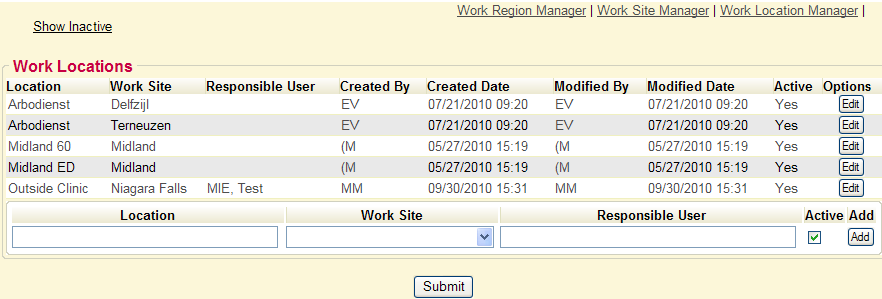 Work Region Manager | Work Site Manager | Work Location Manager |
Show Inactive
Work Locations
Location Work Site Responsible User Created By Created Date Modified By Modified Date Active Options
Arbodienst Delfzijl EV 07/21/2010 09:20 EV 07/21/2010 09:20 Yes Edit
Arbodienst Terneuzen EV 07/21/2010 09:20 EV 07/21/2010 09:20 Yes Edit
Midland 60 Midland (M 05/27/2010 15:19 (M 05/27/2010 15:19 Yes Edit
Midland ED Midland (M 05/27/2010 15:19 (M 05/27/2010 15:19 Yes Edit
Outside Clinic Niagara Falls MIE, Test MM 09/30/2010 15:31 MM 09/30/2010 15:31 Yes Edit
Location Work Site Responsible User Active Add
Add
Submit